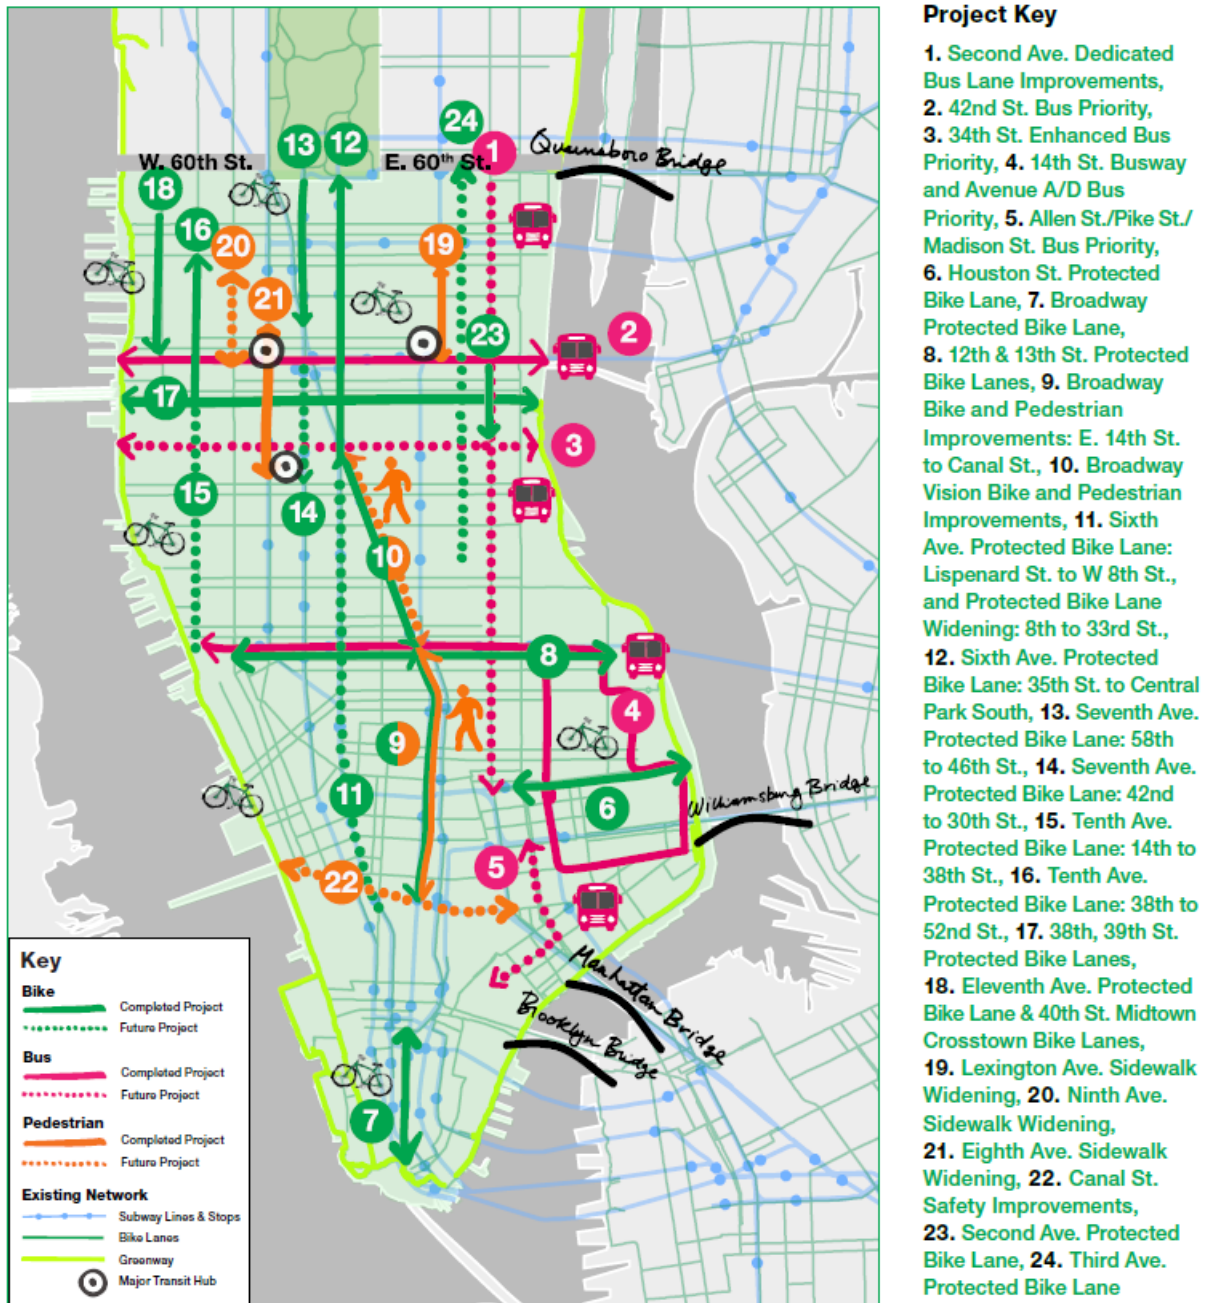 W. 60th St.
E. 60th St.
Queensboro Bridge
24
13
12
1
18
16
20
19
21
23
2
17
3
15
14
10
8
4
9
11
6
Williamsburg Bridge
5
22
Manhattan Bridge
Brooklyn Bridge
7
Key
Bike
Completed Project
Future Project
Bus
Completed Project
Future Project
Pedestrian
Completed Project
Future Project
Existing Network
Subway Lines & Stops
Bike Lanes
Greenway
Major Transit Hub
Project Key
1. Second Ave. Dedicated
Bus Lane Improvements,
2. 42nd St. Bus Priority,
3. 34th St. Enhanced Bus
Priority, 4. 14th St. Busway
and Avenue A/D Bus
Priority, 5. Allen St./Pike St./
Madison St. Bus Priority,
6. Houston St. Protected
Bike Lane, 7. Broadway
Protected Bike Lane,
8. 12th & 13th St. Protected
Bike Lanes, 9. Broadway
Bike and Pedestrian
Improvements: E. 14th St.
to Canal St., 10. Broadway
Vision Bike and Pedestrian
Improvements, 11. Sixth
Ave. Protected Bike Lane:
Lispenard St. to W 8th St.,
and Protected Bike Lane
Widening: 8th to 33rd St.,
12. Sixth Ave. Protected
Bike Lane: 35th St. to Central
Park South, 13. Seventh Ave.
Protected Bike Lane: 58th
to 46th St., 14. Seventh Ave.
Protected Bike Lane: 42nd
to 30th St., 15. Tenth Ave.
Protected Bike Lane: 14th to
38th St., 16. Tenth Ave.
Protected Bike Lane: 38th to
52nd St., 17. 38th, 39th St.
Protected Bike Lanes,
18. Eleventh Ave. Protected
Bike Lane & 40th St. Midtown
Crosstown Bike Lanes,
19. Lexington Ave. Sidewalk
Widening, 20. Ninth Ave.
Sidewalk Widening,
21. Eighth Ave. Sidewalk
Widening, 22. Canal St.
Safety Improvements,
23. Second Ave. Protected
Bike Lane, 24. Third Ave.
Protected Bike Lane